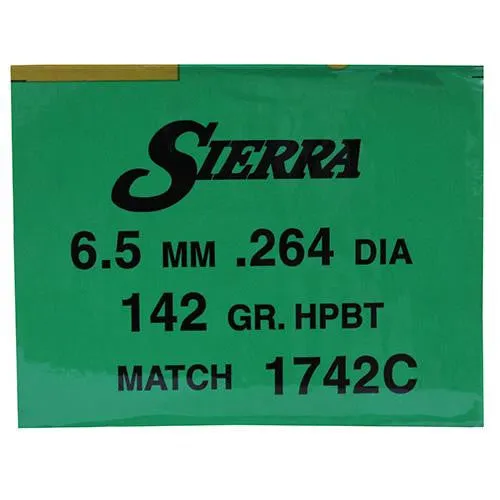 SIERRA
6.5 MM .264 DIA
142 GR. HPBT
MATCH 1742C